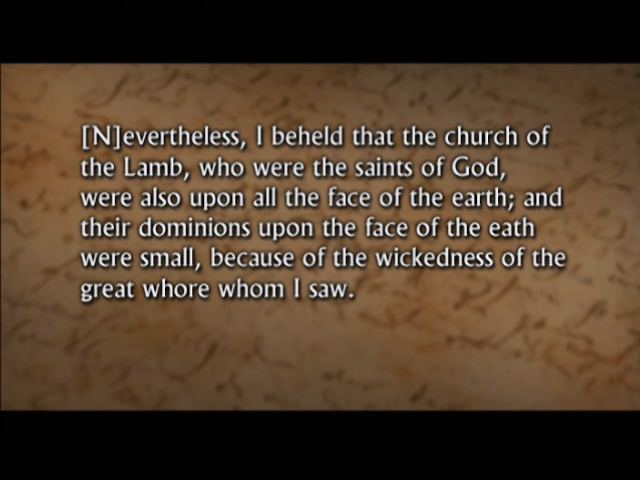 [N]evertheless, I beheld that the church of
the Lamb, who were the saints of God,
were also upon all the face of the earth; and
their dominions upon the face of the eath
were small, because of the wickedness of the
great whore whom I saw.